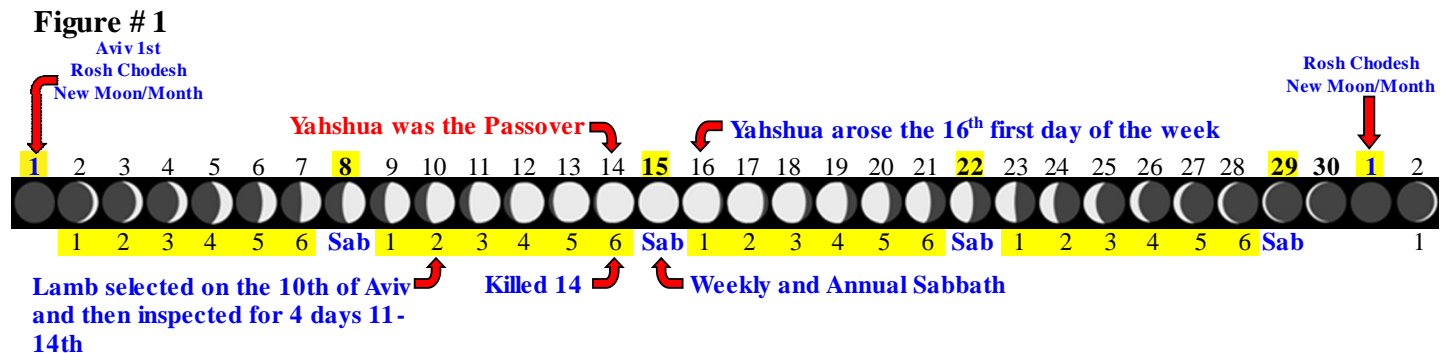 Figure # 1
Aviv 1st
Rosh Chodesh
New Moon/Month
Rosh Chodesh
New Moon/Month
Yahshua was the Passover
Yahshua arose the 16th first day of the week
1 2 3 4 5 6 7 8 9 10 11 12 13 14 15 16 17 18 19 20 21 22 23 24 25 26 27 28 29 30 1 2
1 2 3 4 5 6 Sab 1 2 3 4 5 6 Sab 1 2 3 4 5 6 Sab 1 2 3 4 5 6 Sab 1
Lamb selected on the 10th of Aviv
and then inspected for 4 days 11-
14th
Killed 14
Weekly and Annual Sabbath